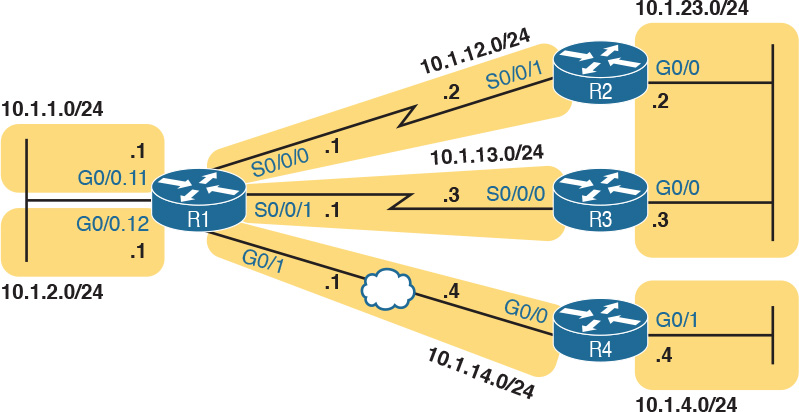 10.1.23.0/24
10.1.12.0/24
S0/0/1
R2
G0/0
.2
.2
10.1.1.0/24
.1
G0/0.11
S0/0/0
.1
10.1.13.0/24
R1
S0/0/1
.1
.3
S0/0/0
R3
G0/0
.3
G0/0.12
.1
10.1.2.0/24
G0/1
.1
.4
G0/0
R4
G0/1
.4
10.1.14.0/24
10.1.4.0/24